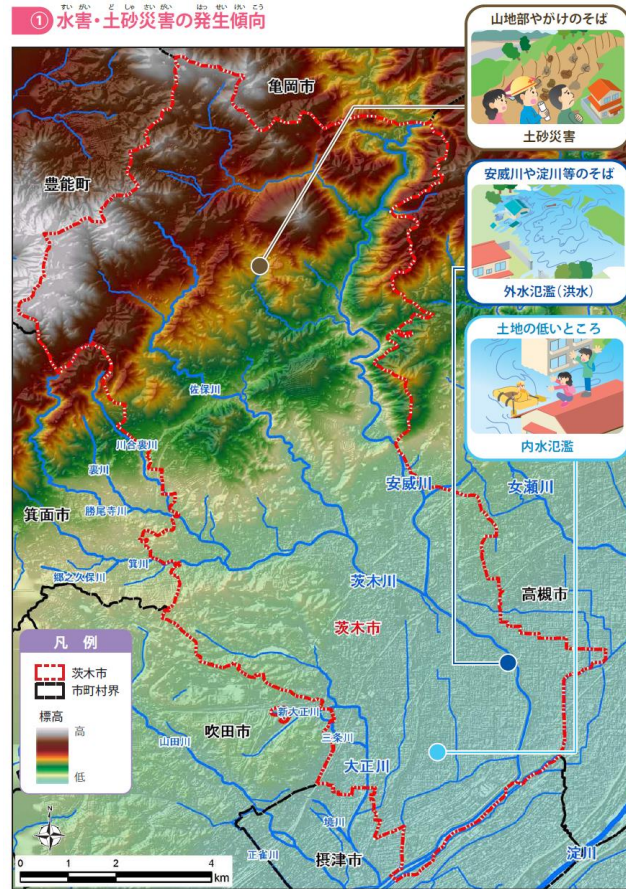 ① 水害・土砂災害の発生傾向
すい がい ど しゃ さい がい はっ せい けい こう
山地部やがけのそば
土砂災害
安威川や淀川等のそば
外水氾濫(洪水)
土地の低いところ
内水氾濫
亀岡市
豊能町
佐保川
川合裏川
裏川
安威川
女瀬川
箕面市
勝尾寺川
箕川
郷之久保川
茨木川
高槻市
茨木市
凡 例
茨木市
市町村界
標高
高
低
新大正川
吹田市
三条川
山田川
大正川
堤川
正雀川
摂津市
淀川
N
0 1 2 4
km